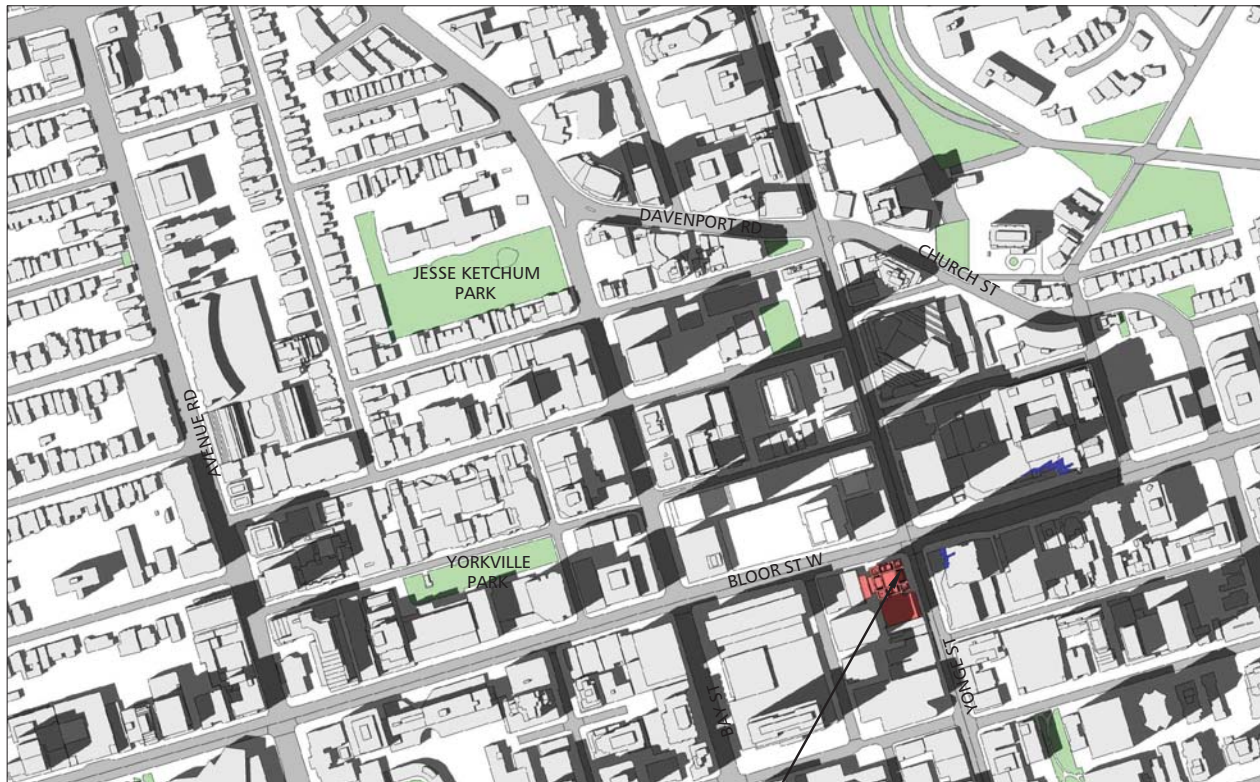 DAVENPORT RD
CHURCH ST
JESSE KETCHUM
PARK
AVENUE RD
YORKVILLE
PARK
BLOOR ST W
YONGE ST
BAY ST